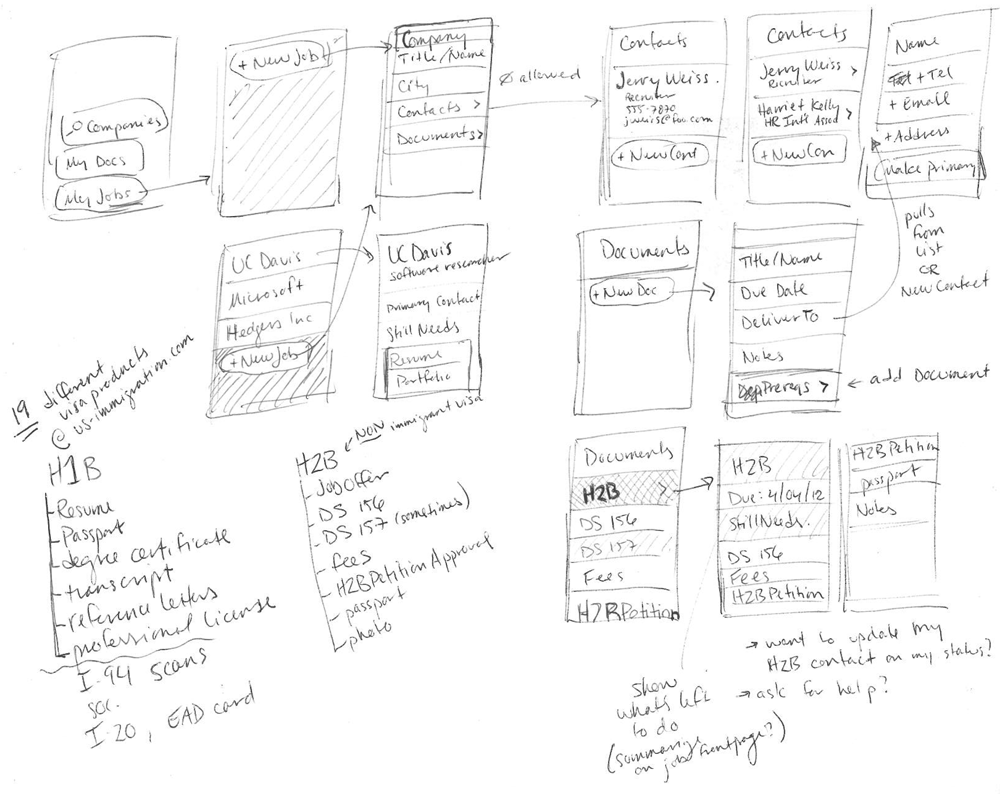 Companies
My Docs
My Jobs
+ New Job
Company
Title/Name
City
Contacts >
Documents >
Ø allowed
Contacts
Jerry Weiss
Recruiter
555-7870
jweiss@foo.com
+ New Cont
Contacts
Jerry Weiss >
Recruiter
Harriet Kelly >
HR Int'l Assoc
+ New Con
Name
+ Tel
+ Email
+ Address
Make Primary
pulls
from
list
OR
New Contact
UC Davis
Microsoft
Hedgers Inc
+ New Job
UC Davis
software researcher
Primary Contact
Still Needs
Resume
Portfolio
Documents
+ New Doc
Title/Name
Due Date
Deliver To
Notes
Prereqs >
← add Document
19 different
visa products
@ us-immigration.com
H1B
Resume
Passport
degree certificate
transcript
reference letters
professional license
I-94 scans
soc.
I-20, EAD card
H2B ← NON immigrant visa
Job Offer
DS 156
DS 157 (sometimes)
fees
H2B Petition Approval
passport
photo
Documents
H2B >
DS 156
DS 157
Fees
H2B Petition
H2B
Due: 4/04/12
Still Needs.
DS 156
Fees
H2B Petition
H2B Petition
passport
Notes
show
what's left
to do
(summarize
on job frontpage?)
→ want to update my
H2B contact on my status?
→ ask for help?